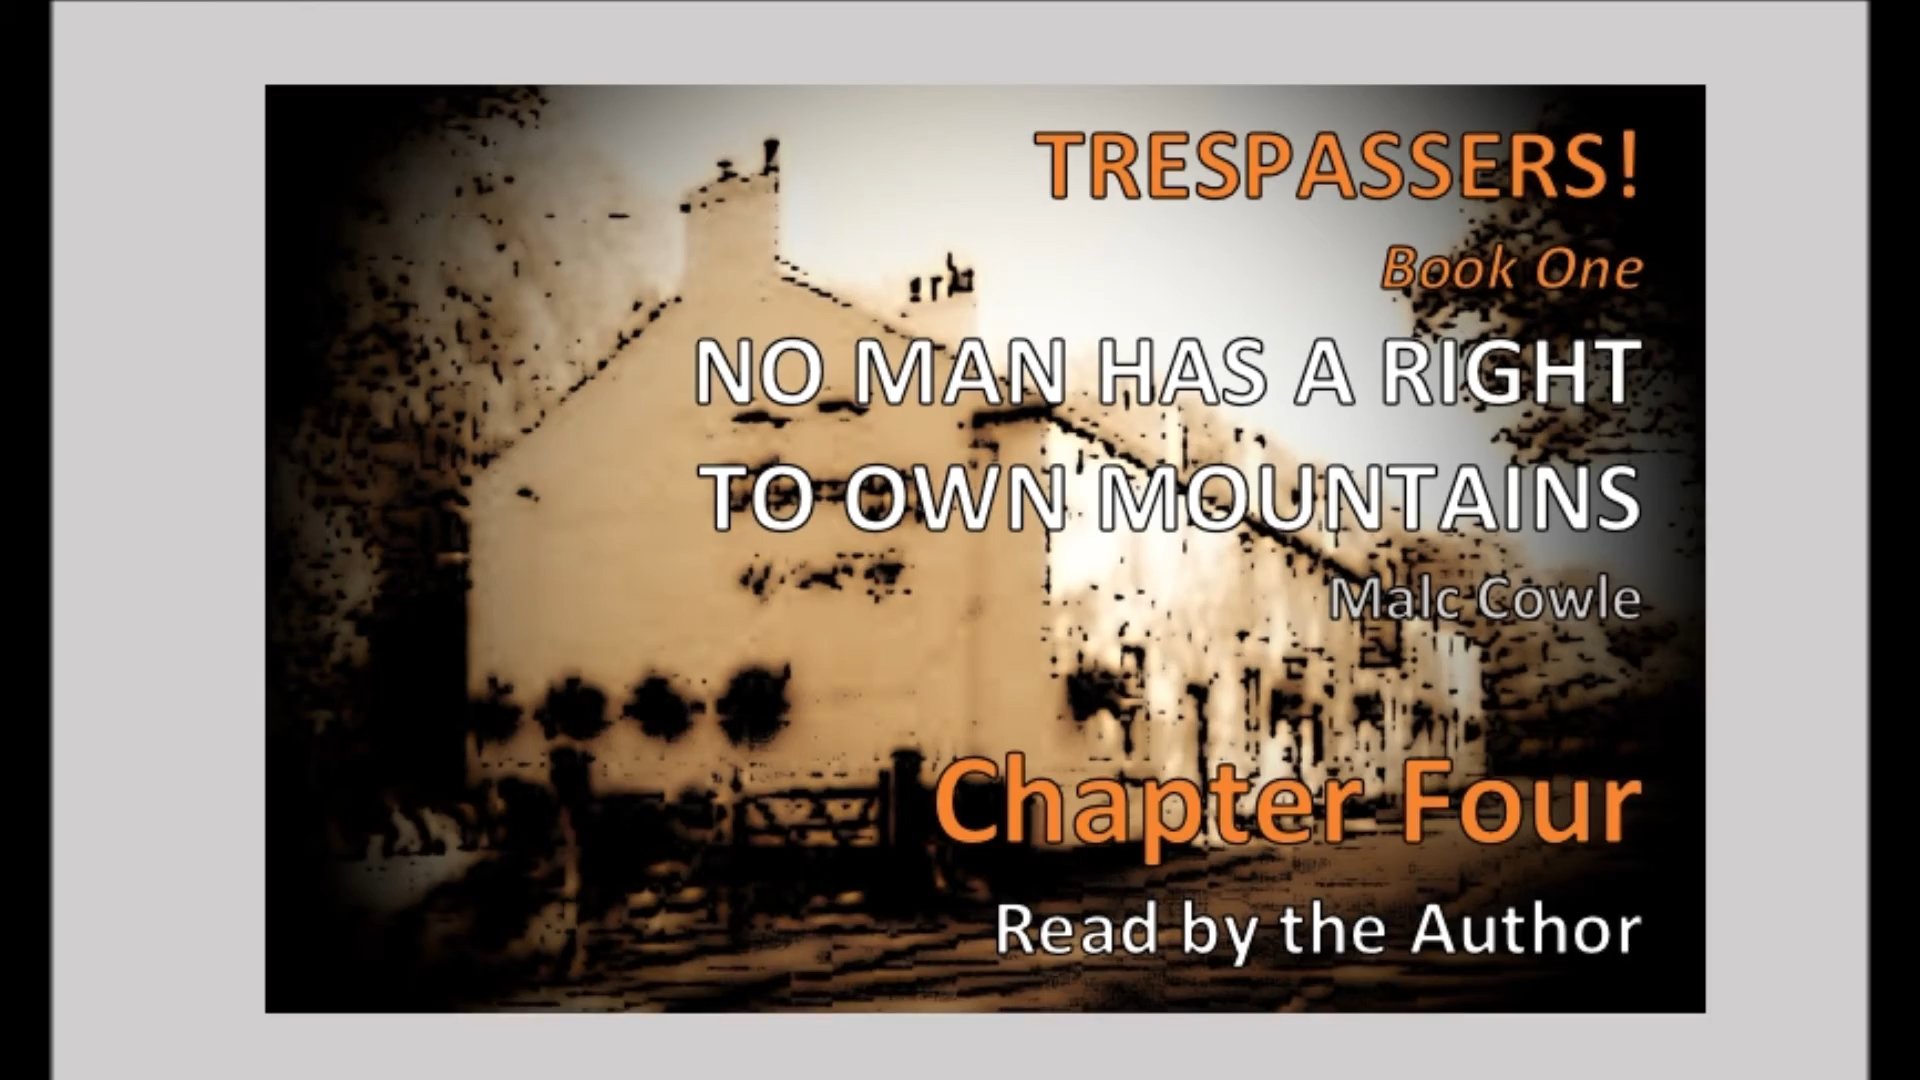 TRESPASSERS!
Book One
NO MAN HAS A RIGHT
TO OWN MOUNTAINS
Malc Cowle
Chapter Four
Read by the Author